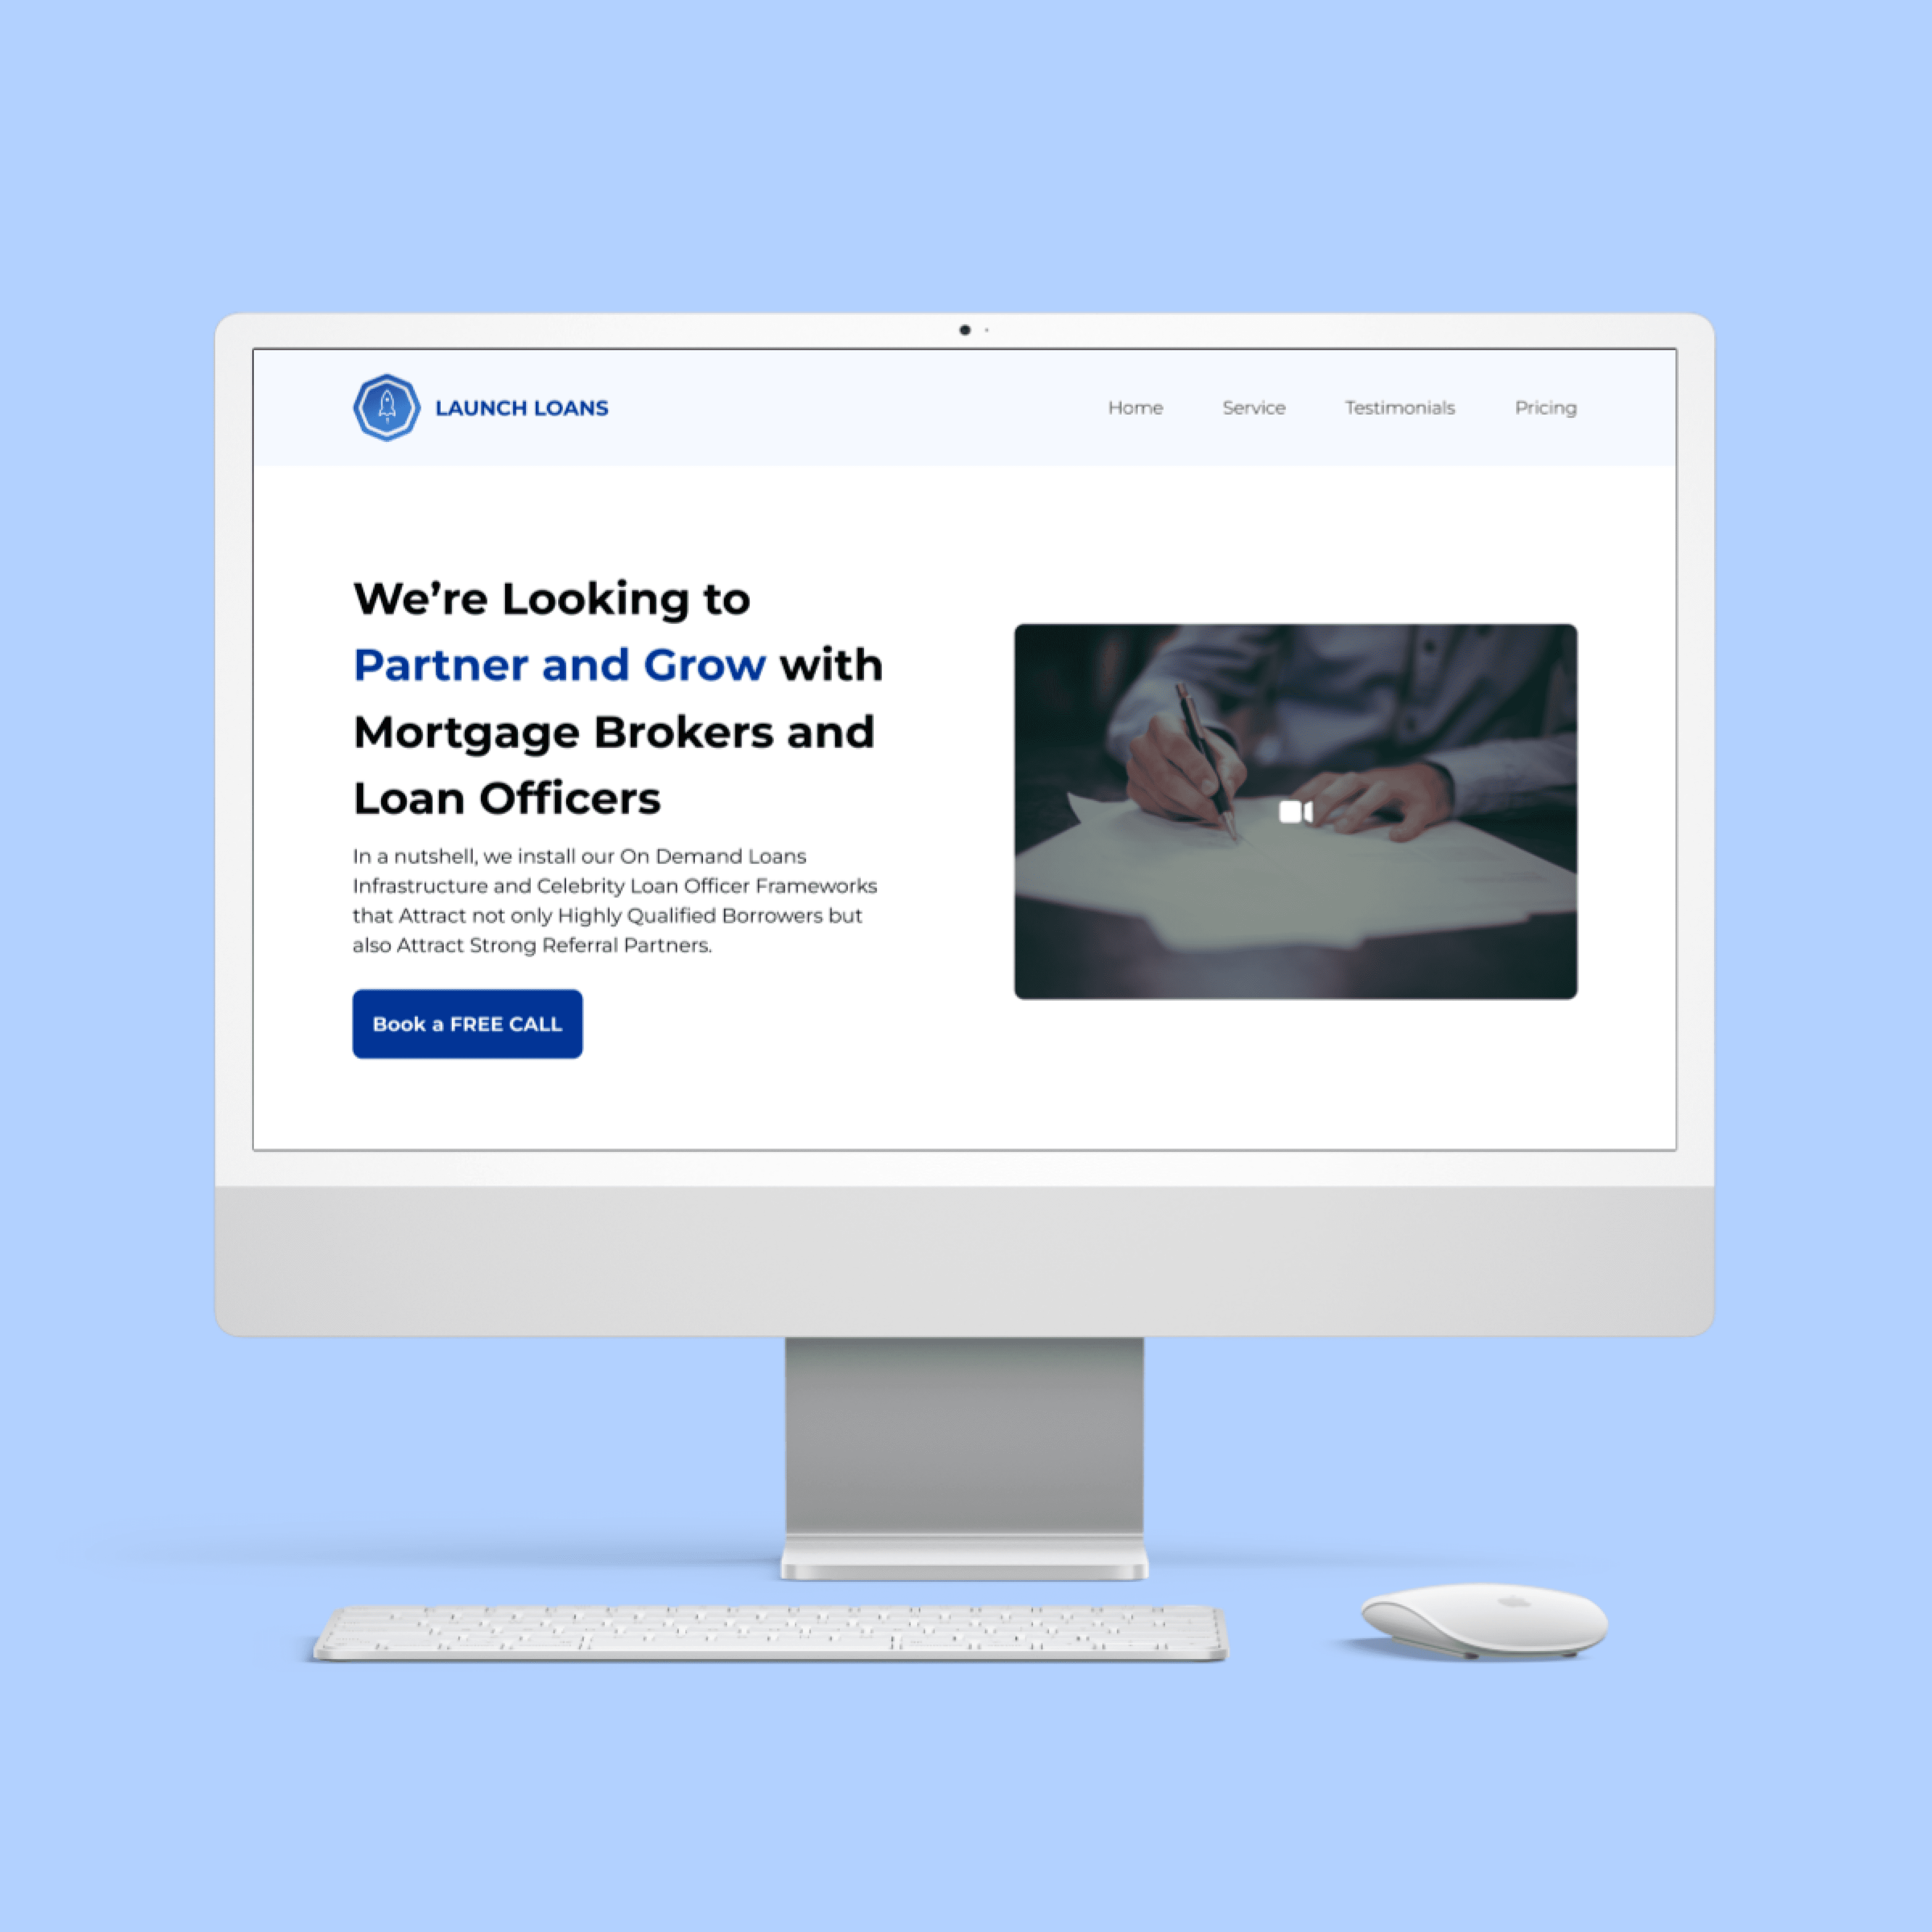 LAUNCH LOANS
Home Service Testimonials Pricing
We’re Looking to
Partner and Grow with
Mortgage Brokers and
Loan Officers
In a nutshell, we install our On Demand Loans
Infrastructure and Celebrity Loan Officer Frameworks
that Attract not only Highly Qualified Borrowers but
also Attract Strong Referral Partners.
Book a FREE CALL